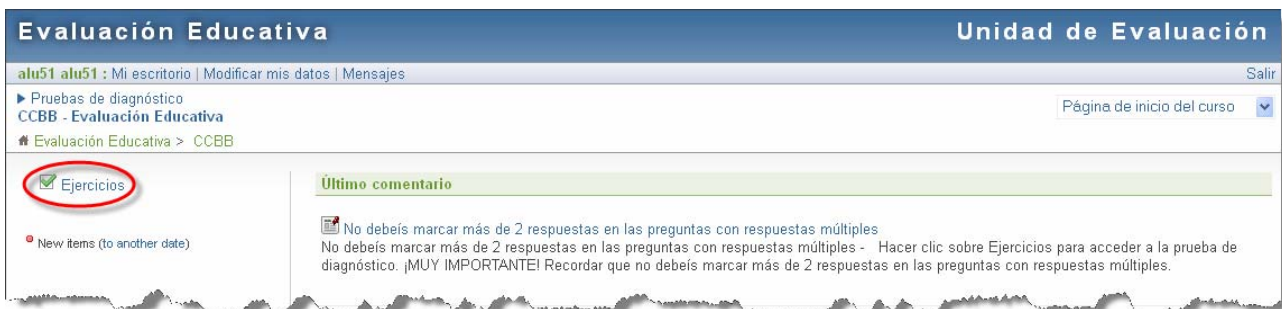 Evaluación Educativa
Unidad de Evaluación
alu51 alu51 : Mi escritorio | Modificar mis datos | Mensajes
Salir
Pruebas de diagnóstico
CCBB - Evaluación Educativa
Página de inicio del curso
Evaluación Educativa > CCBB
Ejercicios
New items (to another date)
Último comentario
No debeís marcar más de 2 respuestas en las preguntas con respuestas múltiples
No debeís marcar más de 2 respuestas en las preguntas con respuestas múltiples - Hacer clic sobre Ejercicios para acceder a la prueba de
diagnóstico. ¡MUY IMPORTANTE! Recordar que no debeís marcar más de 2 respuestas en las preguntas con respuestas múltiples.